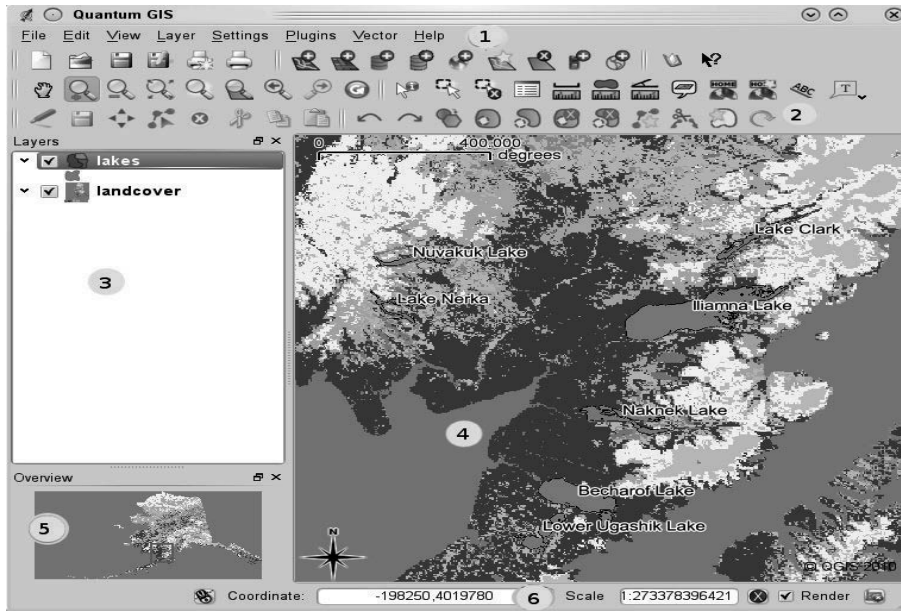 Quantum GIS
File Edit View Layer Settings Plugins Vector Help 1
HOME
ABC T
2
Layers
lakes
landcover
3
0 400,000
degrees
Lake Clark
Nuvakuk Lake
Lake Nerka
Iliamna Lake
Naknek Lake
4
Becharof Lake
Lower Ugashik Lake
N
© QGIS 2010
Overview
5
Coordinate: -198250,4019780 6 Scale 1:273378396421 Render